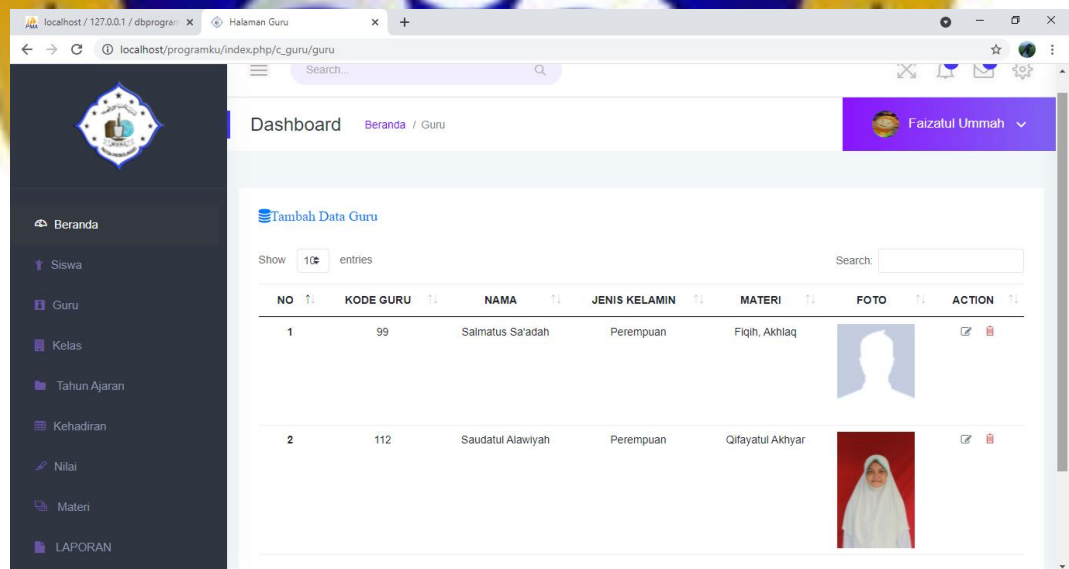 localhost / 127.0.0.1 / dbprogram
Halaman Guru
localhost/programku/index.php/c_guru/guru
Search...
Dashboard Beranda / Guru
Faizatul Ummah
Beranda
Siswa
Guru
Kelas
Tahun Ajaran
Kehadiran
Nilai
Materi
LAPORAN
Tambah Data Guru
Show 10 entries
Search:
NO KODE GURU NAMA JENIS KELAMIN MATERI FOTO ACTION
1 99 Salmatus Sa'adah Perempuan Fiqih, Akhlaq
2 112 Saudatul Alawiyah Perempuan Qifayatul Akhyar